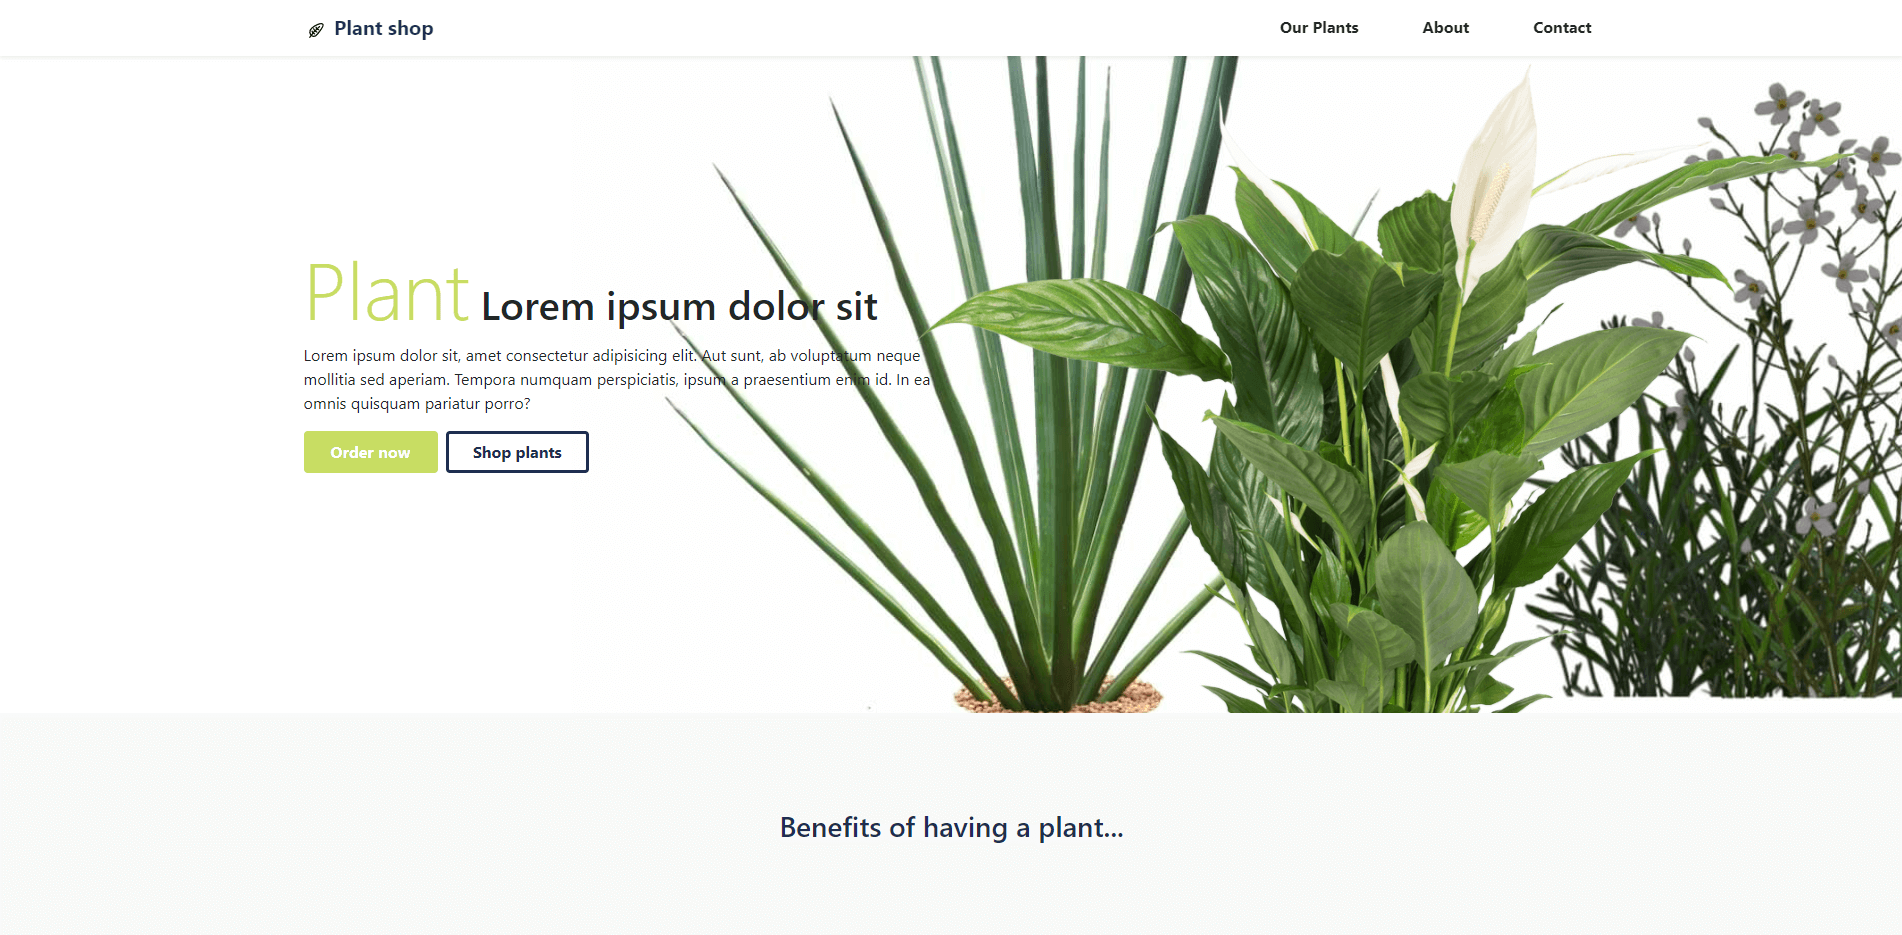 Plant shop
Our Plants
About
Contact
Plant Lorem ipsum dolor sit
Lorem ipsum dolor sit, amet consectetur adipisicing elit. Aut sunt, ab voluptatum neque
mollitia sed aperiam. Tempora numquam perspiciatis, ipsum a praesentium enim id. In ea
omnis quisquam pariatur porro?
Order now
Shop plants
Benefits of having a plant...